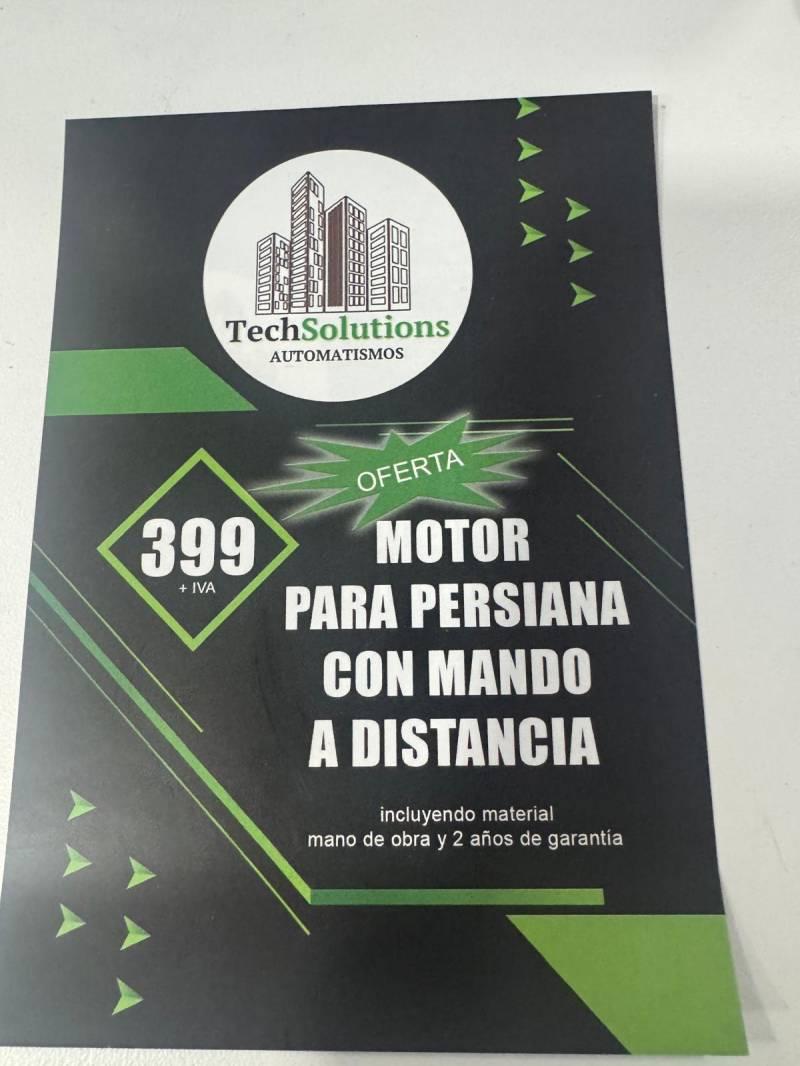 TechSolutions
AUTOMATISMOS
OFERTA
399
+ IVA
MOTOR
PARA PERSIANA
CON MANDO
A DISTANCIA
incluyendo material
mano de obra y 2 años de garantía